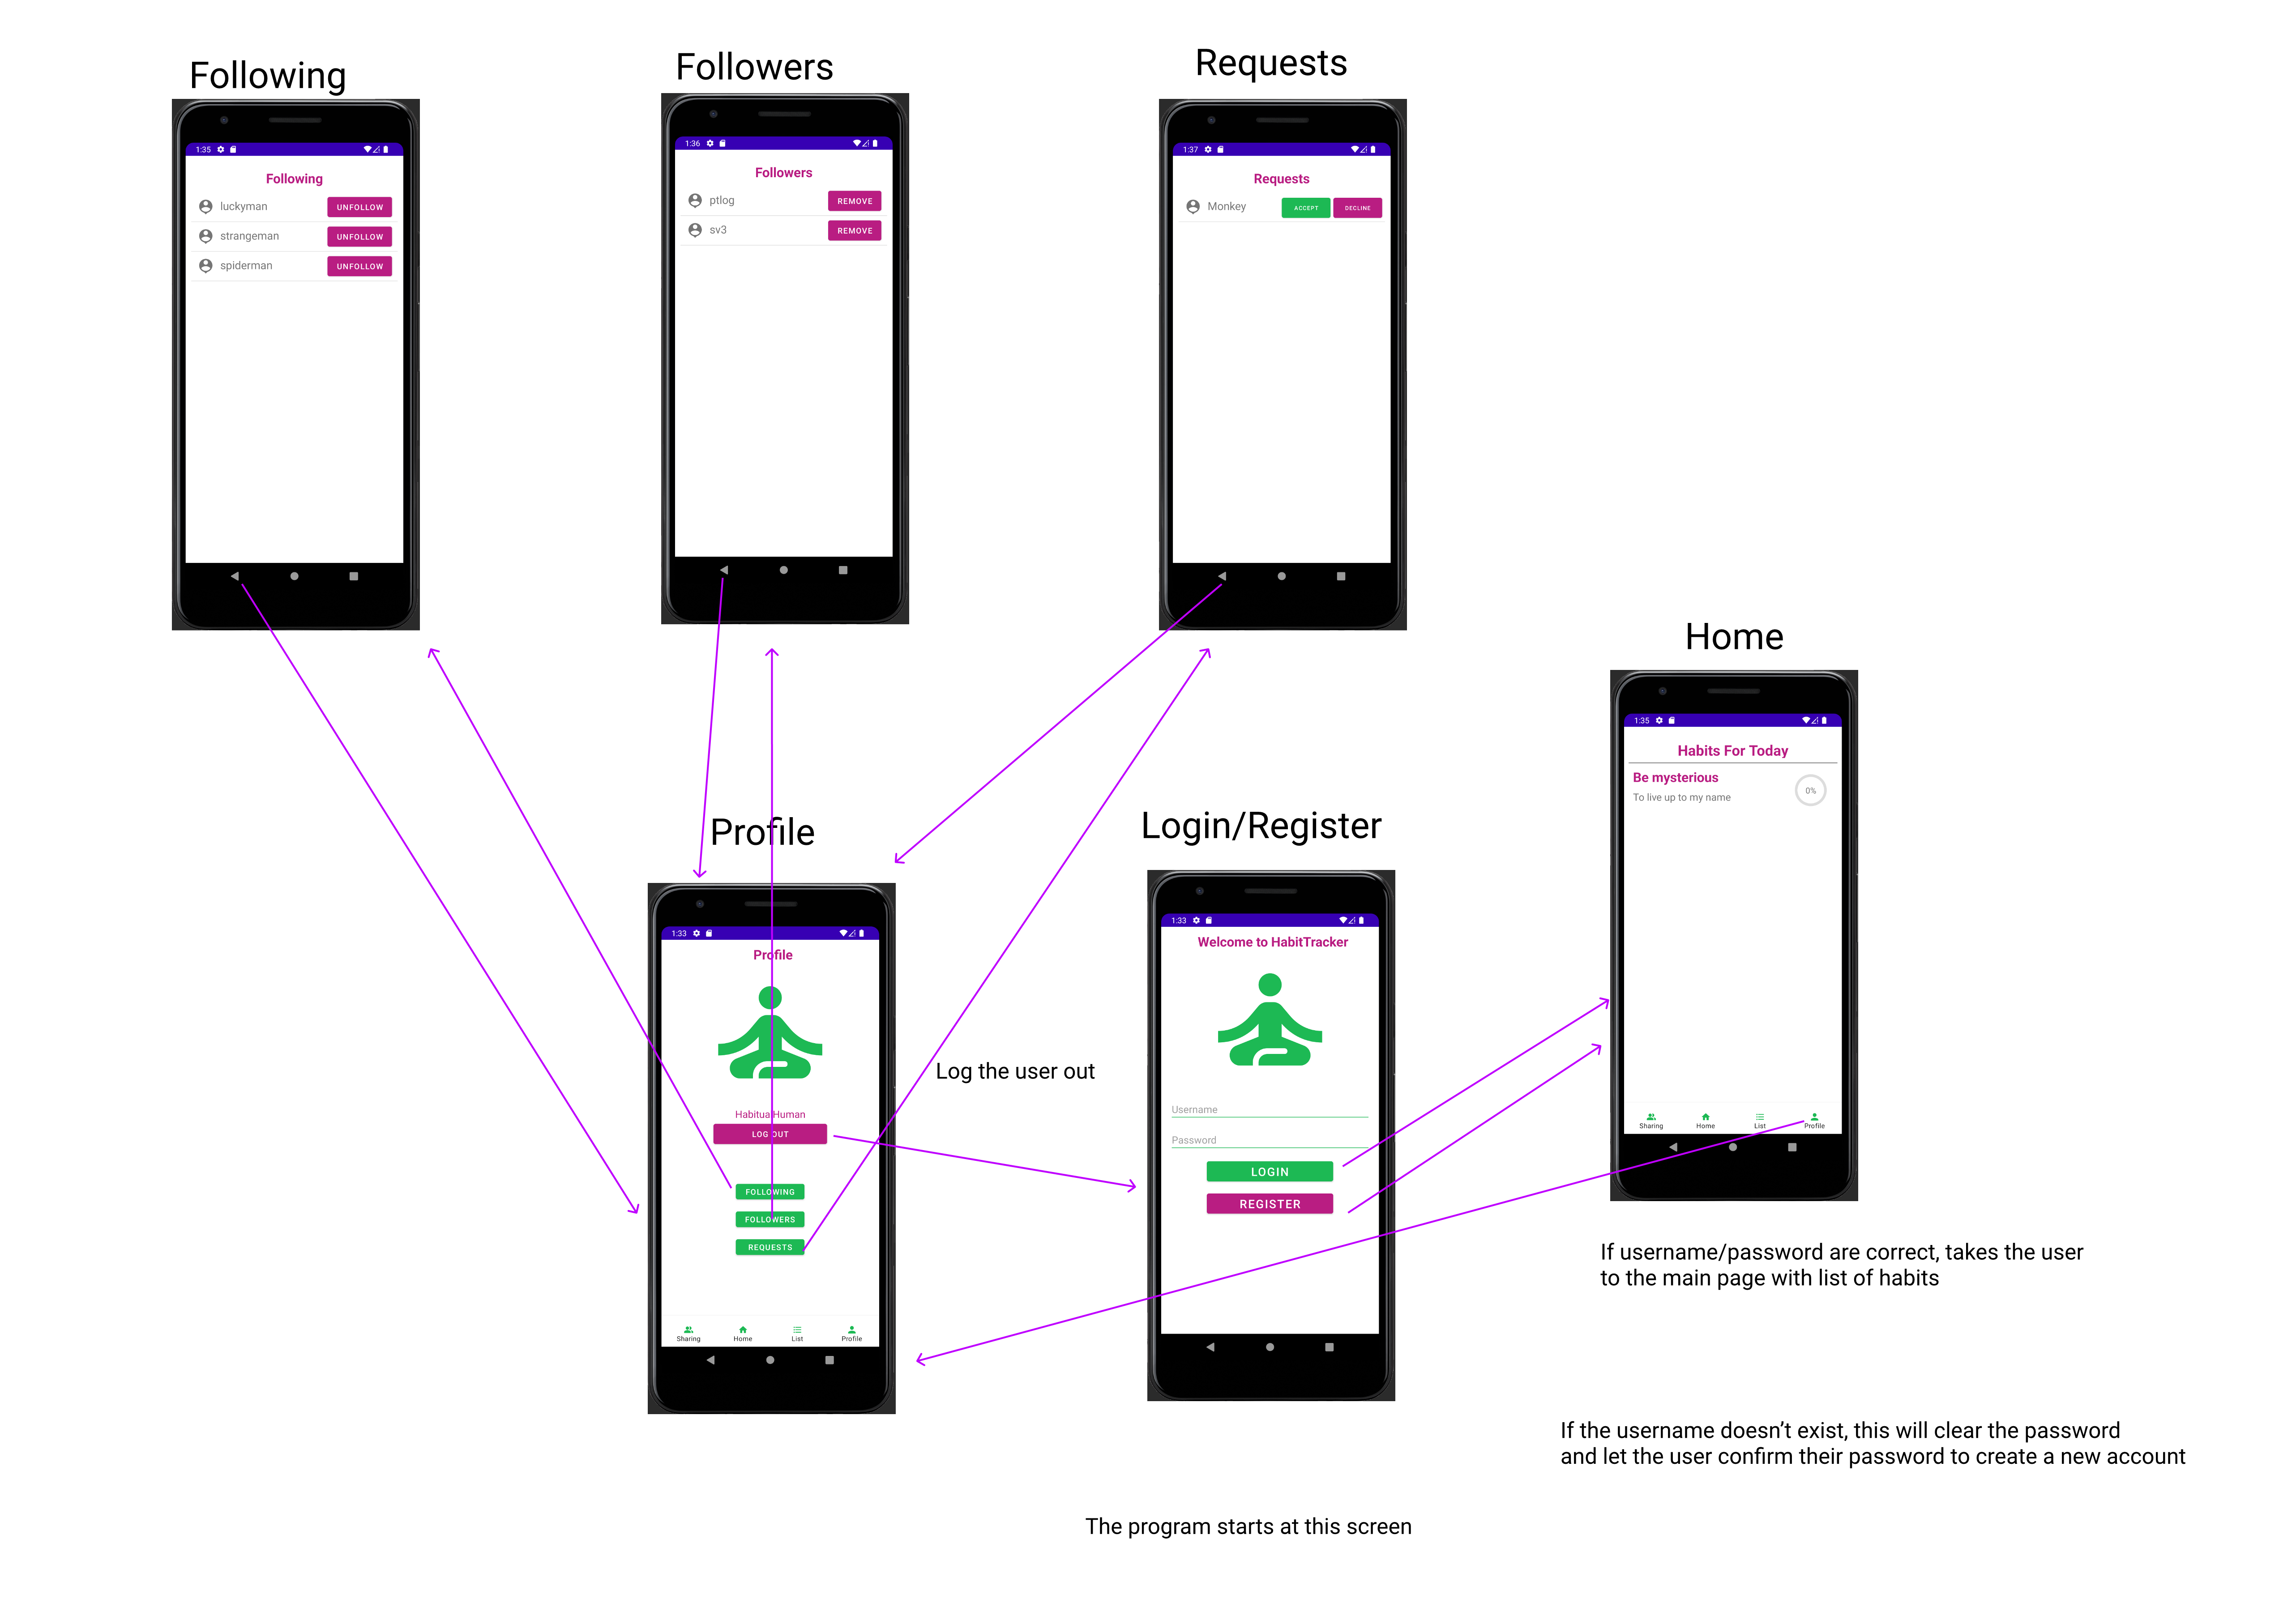 Following
1:35
Following
luckyman UNFOLLOW
strangeman UNFOLLOW
spiderman UNFOLLOW
Followers
1:36
Followers
ptlog REMOVE
sv3 REMOVE
Requests
1:37
Requests
Monkey ACCEPT DECLINE
Home
1:35
Habits For Today
Be mysterious
To live up to my name
0%
Sharing Home List Profile
Profile
1:33
Profile
Habitual Human
LOG OUT
FOLLOWING
FOLLOWERS
REQUESTS
Sharing Home List Profile
Log the user out
Login/Register
1:33
Welcome to HabitTracker
Username
Password
LOGIN
REGISTER
If username/password are correct, takes the user
to the main page with list of habits
If the username doesn’t exist, this will clear the password
and let the user confirm their password to create a new account
The program starts at this screen